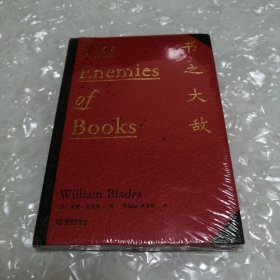 The
Enemies
of
Books
书之大敌
William Blades